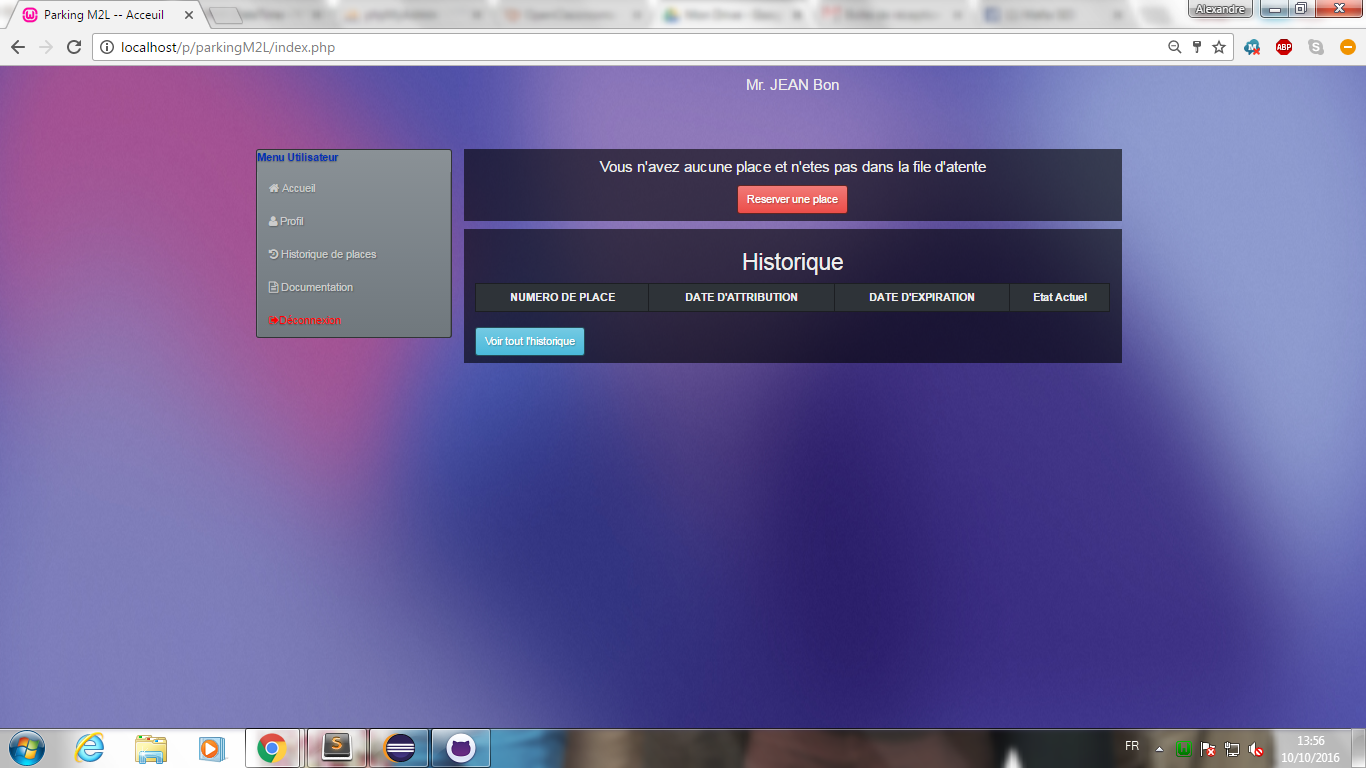 Parking M2L -- Acceuil
Alexandre
localhost/p/parkingM2L/index.php
ABP
Mr. JEAN Bon
Menu Utilisateur
Accueil
Profil
Historique de places
Documentation
Déconnexion
Vous n'avez aucune place et n'etes pas dans la file d'atente
Reserver une place
Historique
NUMERO DE PLACE DATE D'ATTRIBUTION DATE D'EXPIRATION Etat Actuel
Voir tout l'historique
FR
13:56
10/10/2016